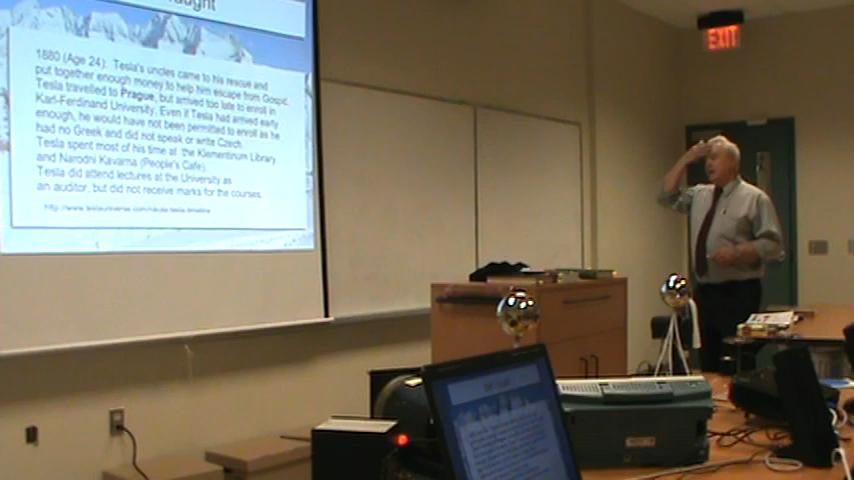 1880 (Age 24): Tesla's uncles came to his rescue and
put together enough money to help him escape from Gospic.
Tesla travelled to Prague, but arrived too late to enroll in
Karl-Ferdinand University. Even if Tesla had arrived early
enough, he would have not been permitted to enroll as he
had no Greek and did not speak or write Czech.
Tesla spent most of his time at the Klementinum Library
and Narodni Kavarna (People's Cafe).
Tesla did attend lectures at the University as
an auditor, but did not receive marks for the courses.
EXIT